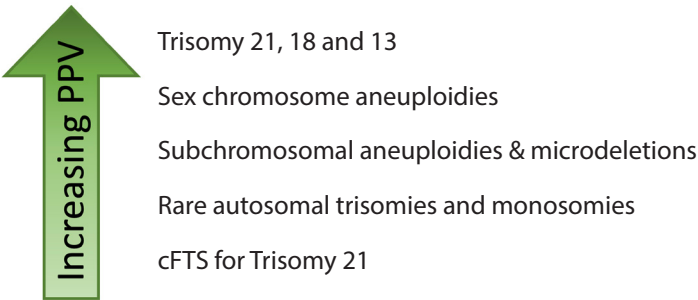 Increasing PPV
Trisomy 21, 18 and 13
Sex chromosome aneuploidies
Subchromosomal aneuploidies & microdeletions
Rare autosomal trisomies and monosomies
cFTS for Trisomy 21